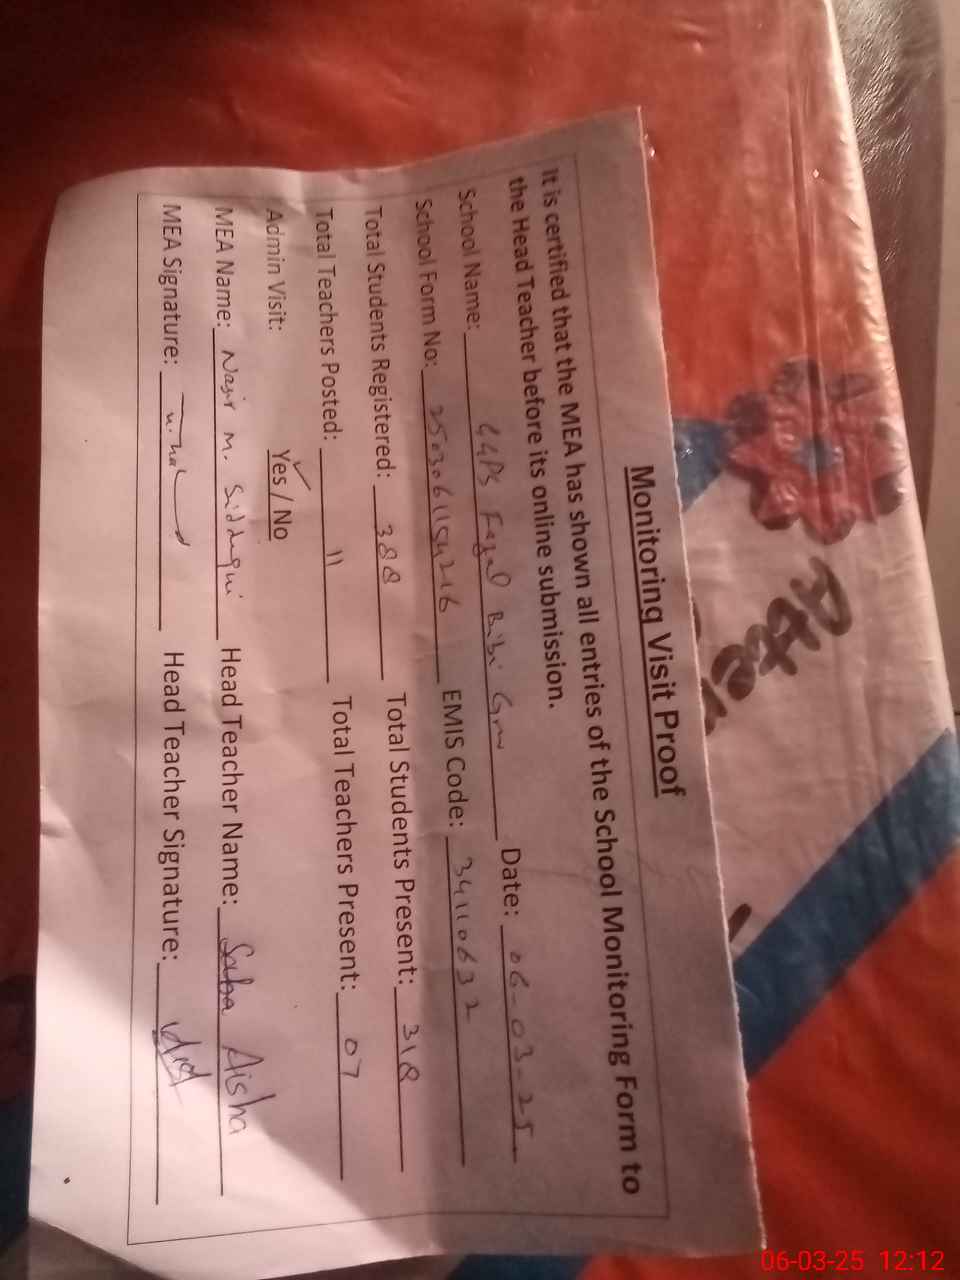 Monitoring Visit Proof
It is certified that the MEA has shown all entries of the School Monitoring Form to
the Head Teacher before its online submission.
School Name: GGPS Fazal Bibi Grw Date: 06-03-25
School Form No: EMIS Code: 34110632
Total Students Registered: 388 Total Students Present: 318
Total Teachers Posted: 11 Total Teachers Present: 07
Admin Visit: Yes / No
MEA Name: Nasir M. Siddequi Head Teacher Name: Saba Aisha
MEA Signature: Head Teacher Signature:
06-03-25 12:12